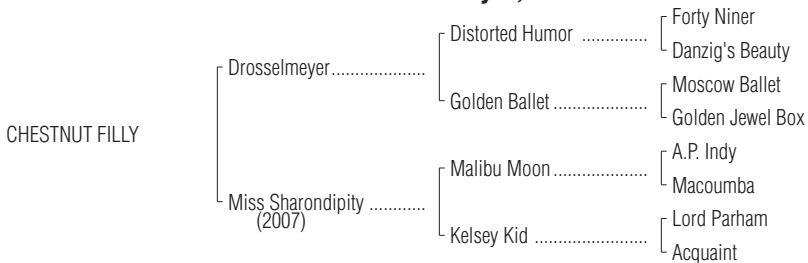 Forty Niner
Distorted Humor ..............
Danzig's Beauty
Drosselmeyer....................
Moscow Ballet
Golden Ballet ....................
Golden Jewel Box
CHESTNUT FILLY
A.P. Indy
Malibu Moon....................
Macoumba
Miss Sharondipity ............
(2007)
Lord Parham
Kelsey Kid ........................
Acquaint